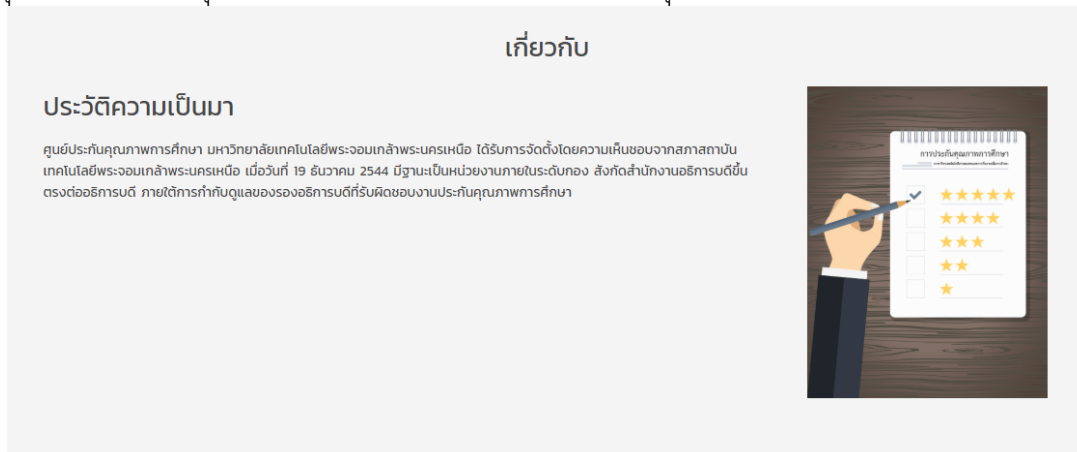 เกี่ยวกับ
ประวัติความเป็นมา
ศูนย์ประกันคุณภาพการศึกษา มหาวิทยาลัยเทคโนโลยีพระจอมเกล้าพระนครเหนือ ได้รับการจัดตั้งโดยความเห็นชอบจากสภาสถาบัน
เทคโนโลยีพระจอมเกล้าพระนครเหนือ เมื่อวันที่ 19 ธันวาคม 2544 มีฐานะเป็นหน่วยงานภายในระดับกอง สังกัดสำนักงานอธิการบดีขึ้น
ตรงต่ออธิการบดี ภายใต้การกำกับดูแลของรองอธิการบดีที่รับผิดชอบงานประกันคุณภาพการศึกษา
การประกันคุณภาพการศึกษา